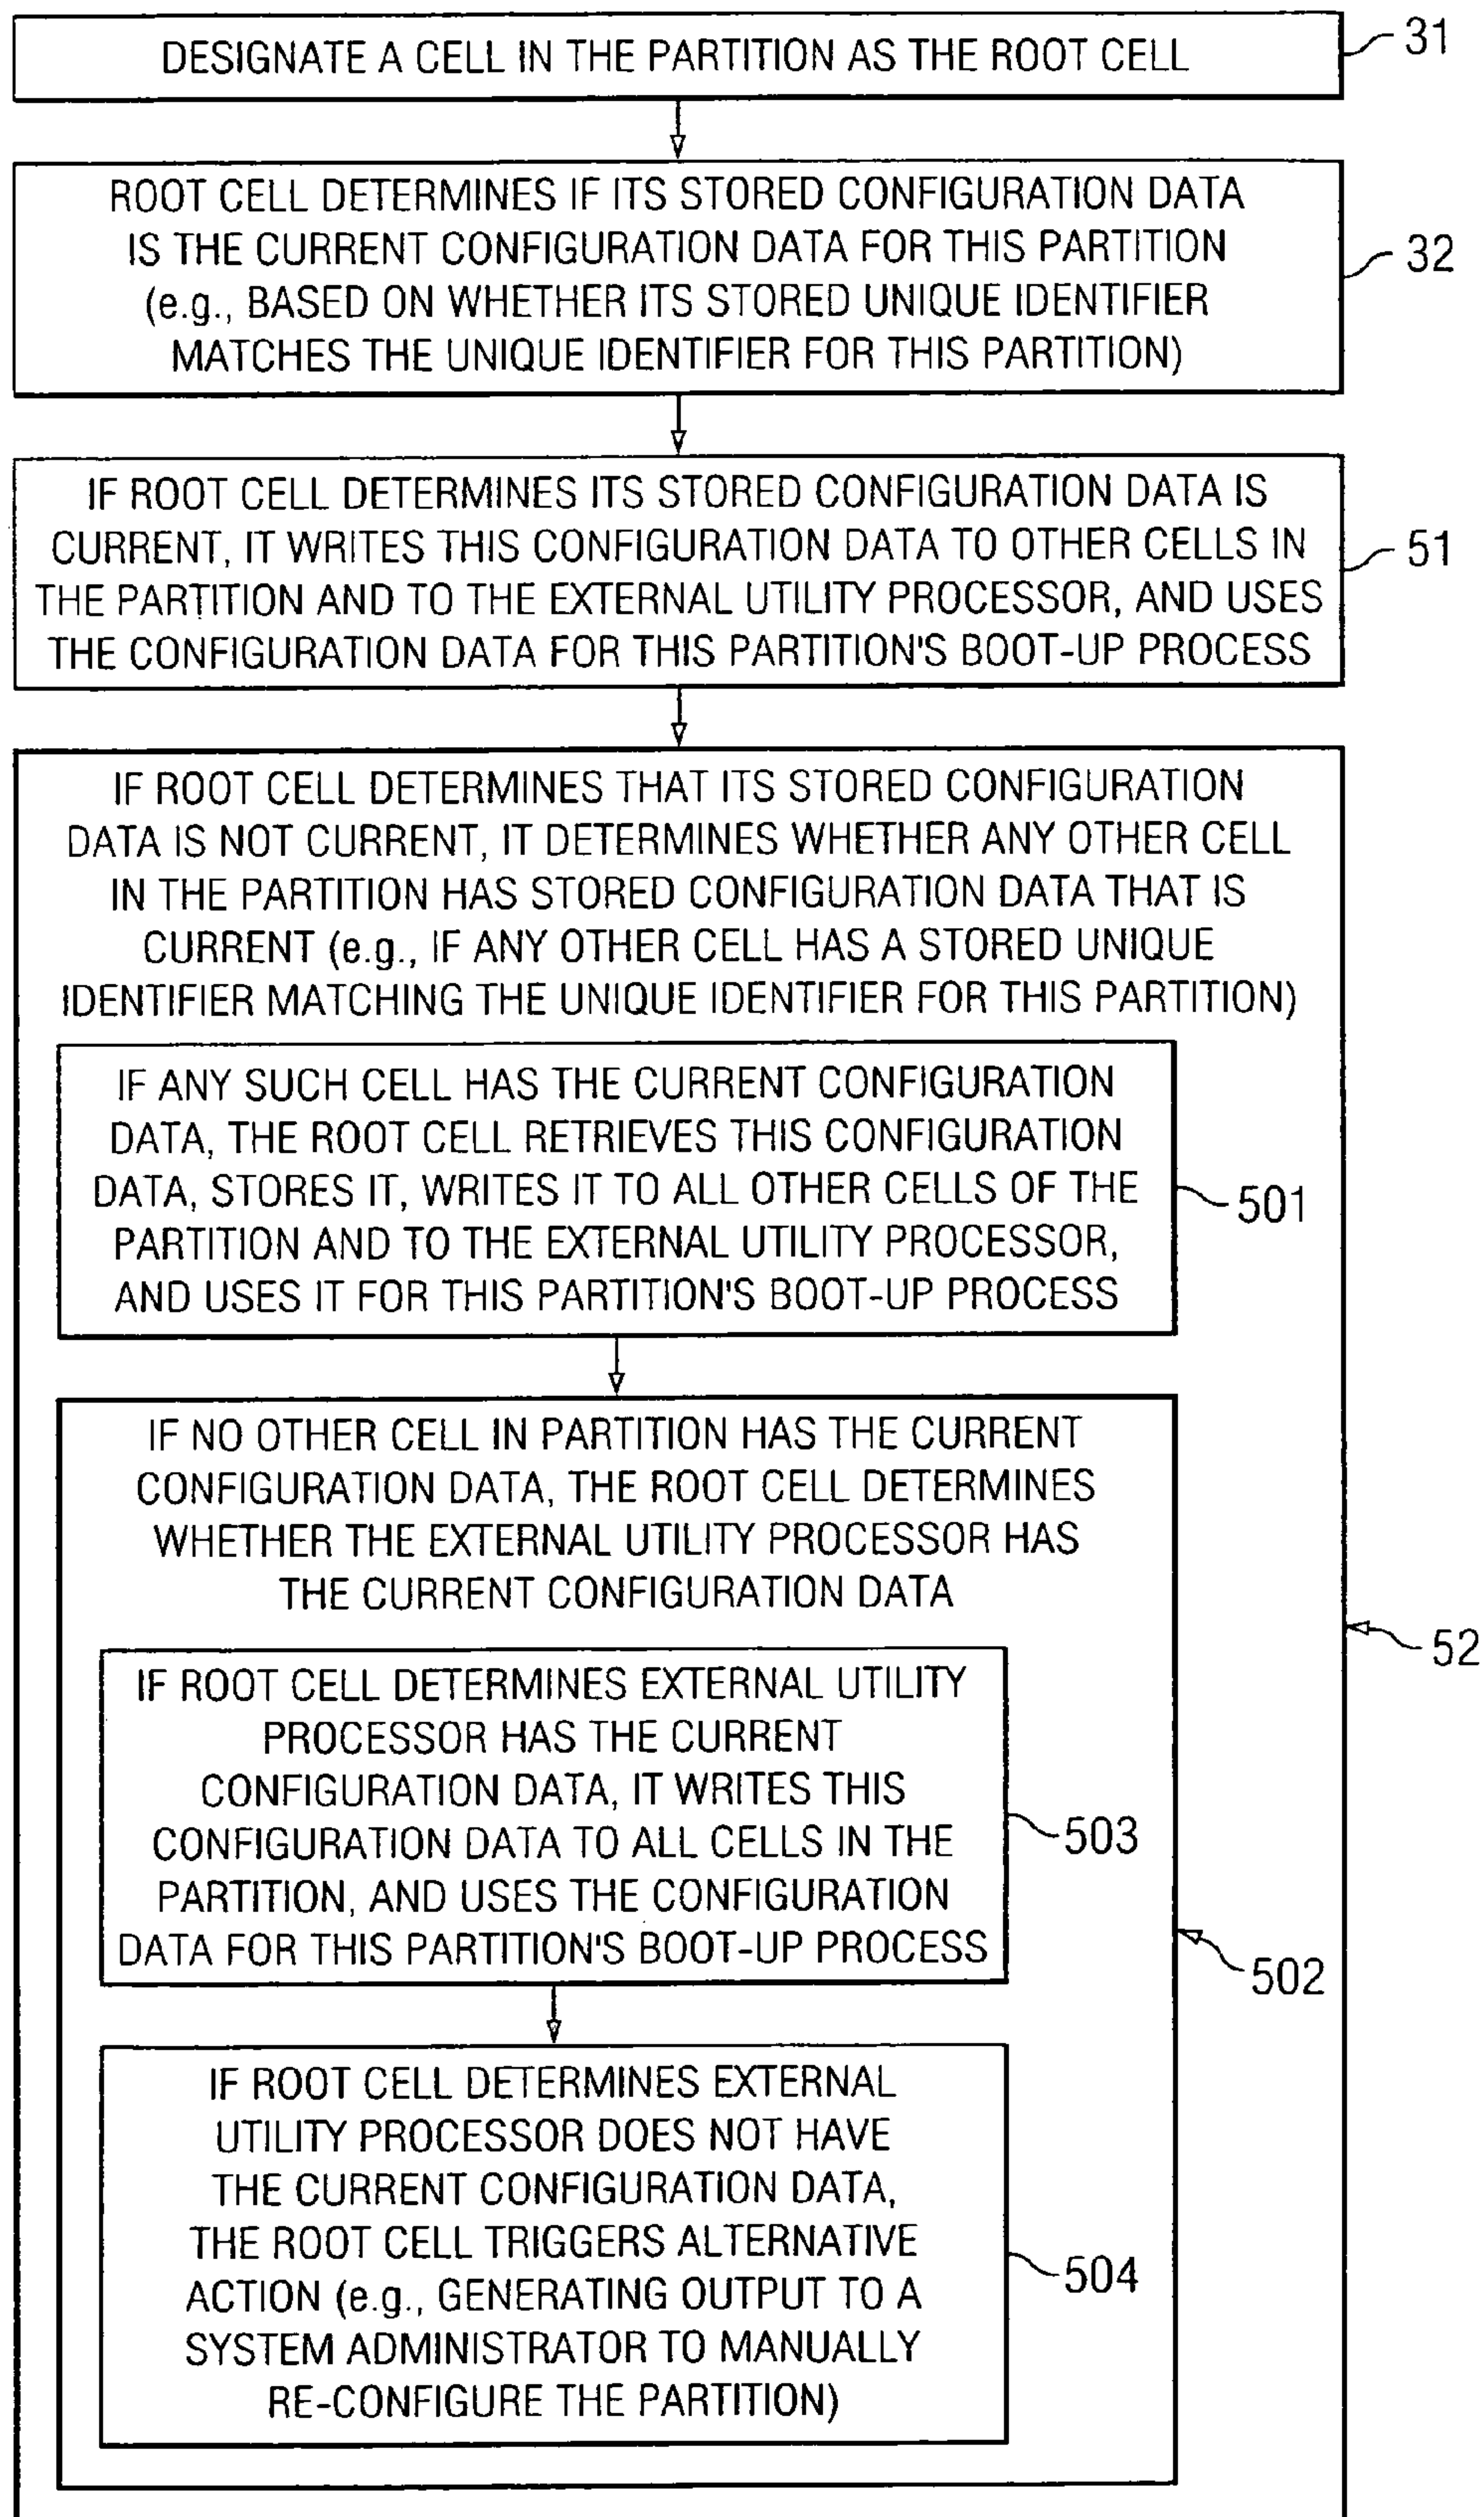 DESIGNATE A CELL IN THE PARTITION AS THE ROOT CELL
31
ROOT CELL DETERMINES IF ITS STORED CONFIGURATION DATA
IS THE CURRENT CONFIGURATION DATA FOR THIS PARTITION
(e.g., BASED ON WHETHER ITS STORED UNIQUE IDENTIFIER
MATCHES THE UNIQUE IDENTIFIER FOR THIS PARTITION)
32
IF ROOT CELL DETERMINES ITS STORED CONFIGURATION DATA IS
CURRENT, IT WRITES THIS CONFIGURATION DATA TO OTHER CELLS IN
THE PARTITION AND TO THE EXTERNAL UTILITY PROCESSOR, AND USES
THE CONFIGURATION DATA FOR THIS PARTITION'S BOOT-UP PROCESS
51
IF ROOT CELL DETERMINES THAT ITS STORED CONFIGURATION
DATA IS NOT CURRENT, IT DETERMINES WHETHER ANY OTHER CELL
IN THE PARTITION HAS STORED CONFIGURATION DATA THAT IS
CURRENT (e.g., IF ANY OTHER CELL HAS A STORED UNIQUE
IDENTIFIER MATCHING THE UNIQUE IDENTIFIER FOR THIS PARTITION)
IF ANY SUCH CELL HAS THE CURRENT CONFIGURATION
DATA, THE ROOT CELL RETRIEVES THIS CONFIGURATION
DATA, STORES IT, WRITES IT TO ALL OTHER CELLS OF THE
PARTITION AND TO THE EXTERNAL UTILITY PROCESSOR,
AND USES IT FOR THIS PARTITION'S BOOT-UP PROCESS
501
IF NO OTHER CELL IN PARTITION HAS THE CURRENT
CONFIGURATION DATA, THE ROOT CELL DETERMINES
WHETHER THE EXTERNAL UTILITY PROCESSOR HAS
THE CURRENT CONFIGURATION DATA
52
IF ROOT CELL DETERMINES EXTERNAL UTILITY
PROCESSOR HAS THE CURRENT
CONFIGURATION DATA, IT WRITES THIS
CONFIGURATION DATA TO ALL CELLS IN THE
PARTITION, AND USES THE CONFIGURATION
DATA FOR THIS PARTITION'S BOOT-UP PROCESS
503
502
IF ROOT CELL DETERMINES EXTERNAL
UTILITY PROCESSOR DOES NOT HAVE
THE CURRENT CONFIGURATION DATA,
THE ROOT CELL TRIGGERS ALTERNATIVE
ACTION (e.g., GENERATING OUTPUT TO A
SYSTEM ADMINISTRATOR TO MANUALLY
RE-CONFIGURE THE PARTITION)
504